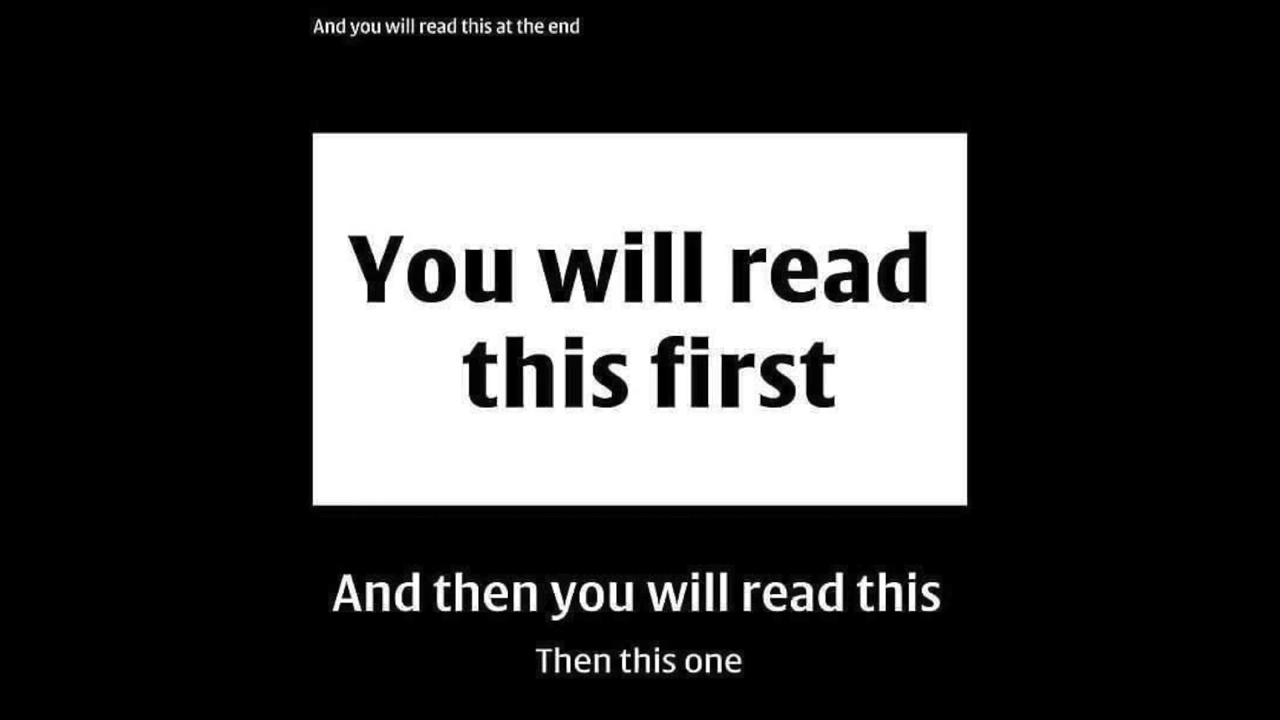 And you will read this at the end
You will read
this first
And then you will read this
Then this one